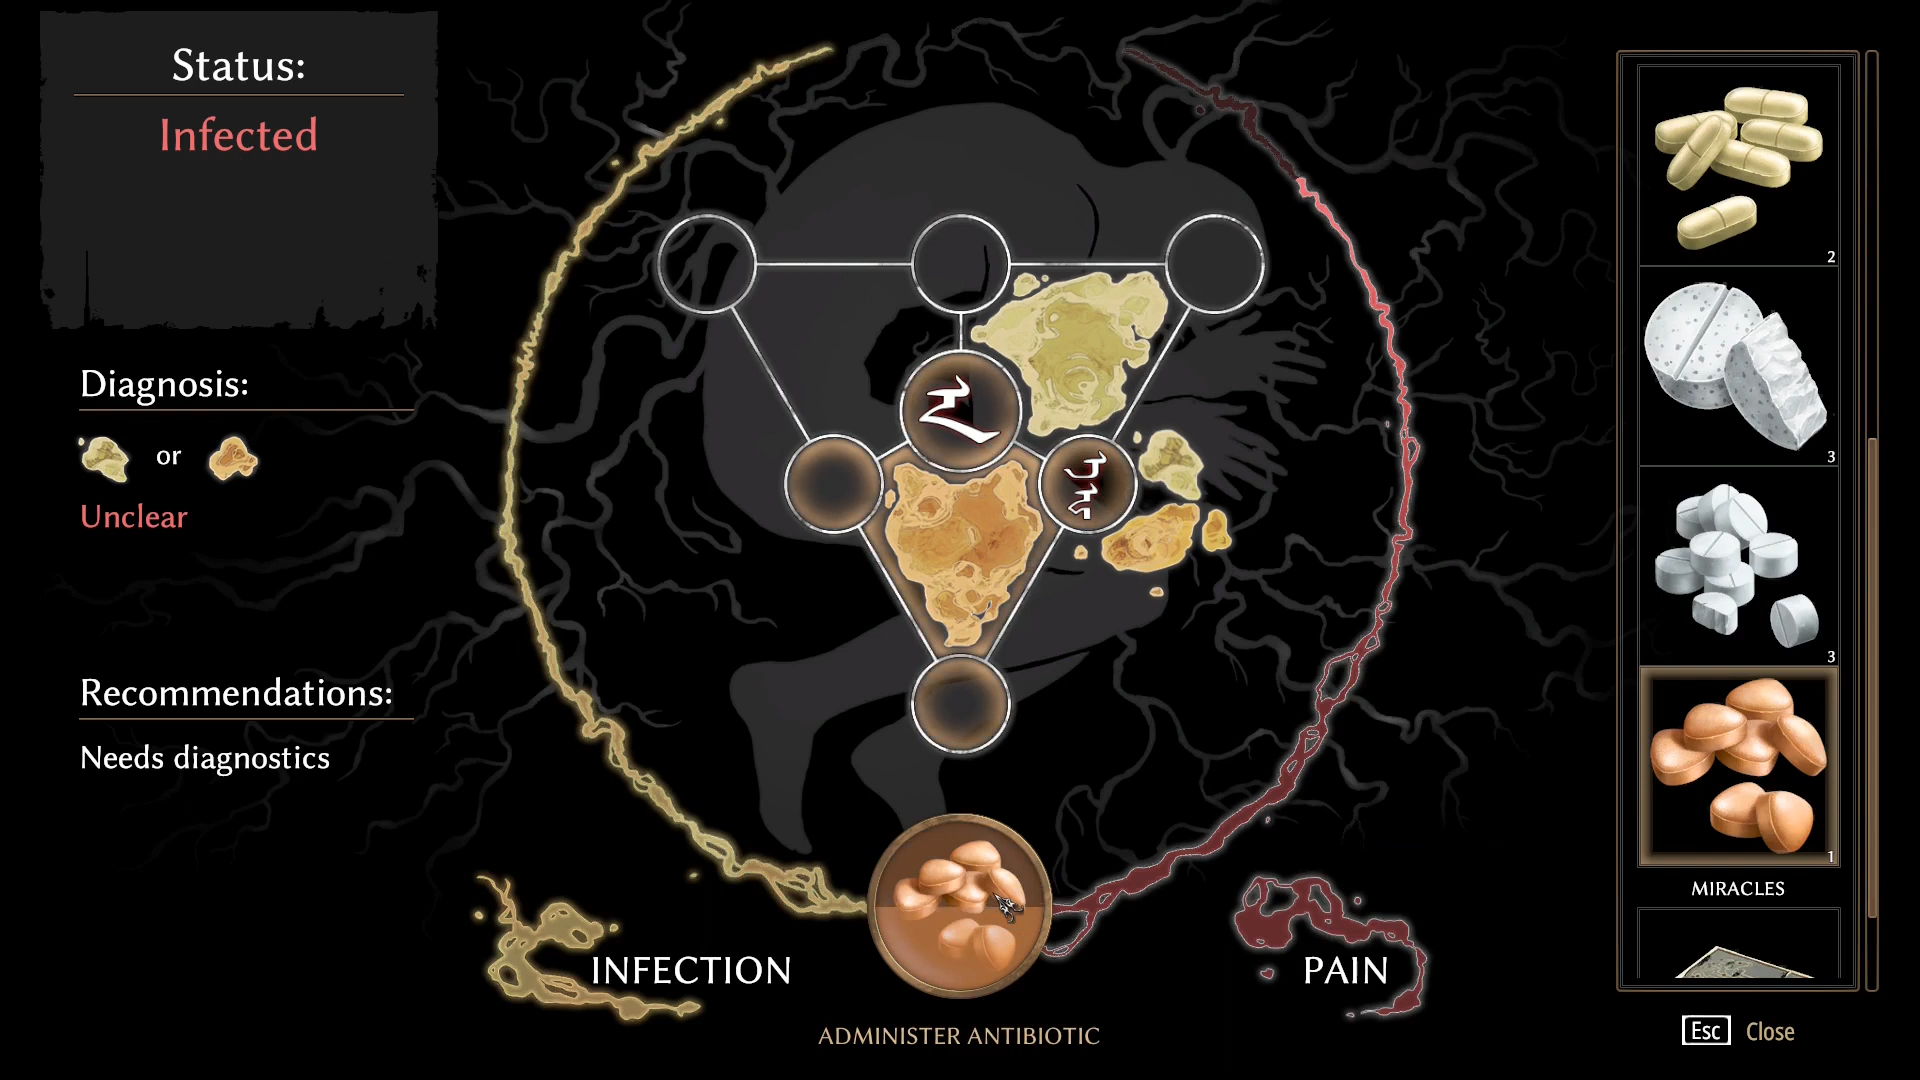 Status:
Infected
Diagnosis:
or
Unclear
Recommendations:
Needs diagnostics
INFECTION
PAIN
ADMINISTER ANTIBIOTIC
2
3
3
1
MIRACLES
Esc Close